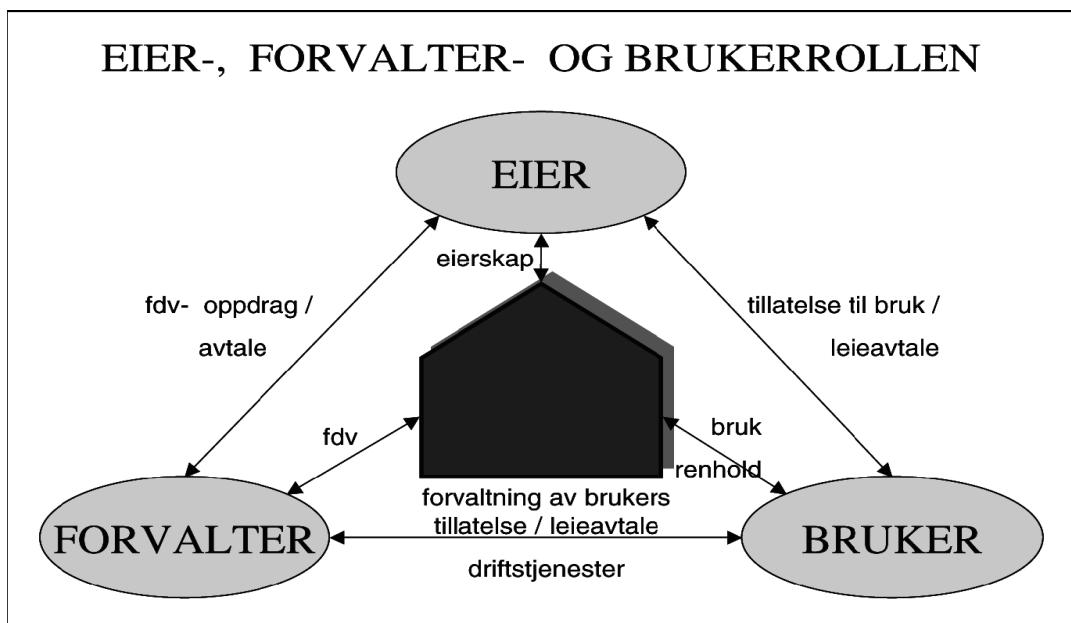 EIER-, FORVALTER- OG BRUKERROLLEN
EIER
eierskap
fdv- oppdrag /
avtale
tillatelse til bruk /
leieavtale
fdv
bruk
renhold
forvaltning av brukers
tillatelse / leieavtale
FORVALTER
BRUKER
driftstjenester